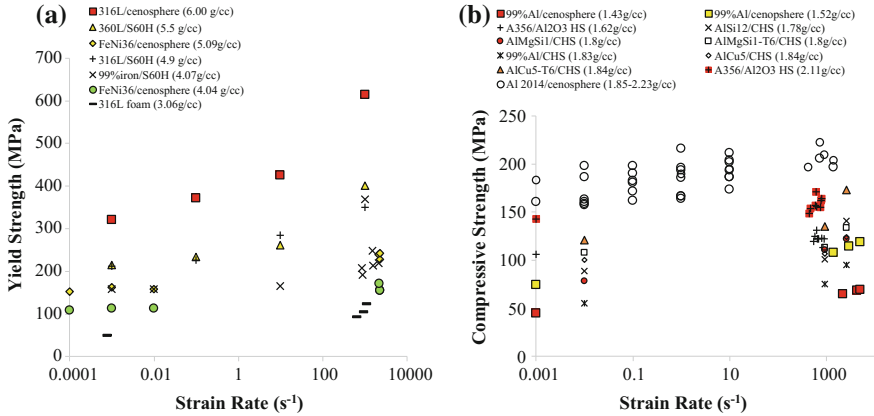 (a)
316L/cenosphere (6.00 g/cc)
360L/S60H (5.5 g/cc)
FeNi36/cenosphere (5.09g/cc)
316L/S60H (4.9 g/cc)
99%iron/S60H (4.07g/cc)
FeNi36/cenosphere (4.04 g/cc)
316L foam (3.06g/cc)
700
600
500
400
300
200
100
0
Yield Strength (MPa)
0.0001
0.01
1
100
10000
Strain Rate (s⁻¹)
(b)
99%Al/cenosphere (1.43g/cc)
99%Al/cenopshere (1.52g/cc)
A356/Al2O3 HS (1.62g/cc)
AlSi12/CHS (1.78g/cc)
AlMgSi1/CHS (1.8g/cc)
AlMgSi1-T6/CHS (1.8g/cc)
99%Al/CHS (1.83g/cc)
AlCu5/CHS (1.84g/cc)
AlCu5-T6/CHS (1.84g/cc)
A356/Al2O3 HS (2.11g/cc)
Al 2014/cenosphere (1.85-2.23g/cc)
250
200
150
100
50
0
Compressive Strength (MPa)
0.001
0.1
10
1000
Strain Rate (s⁻¹)